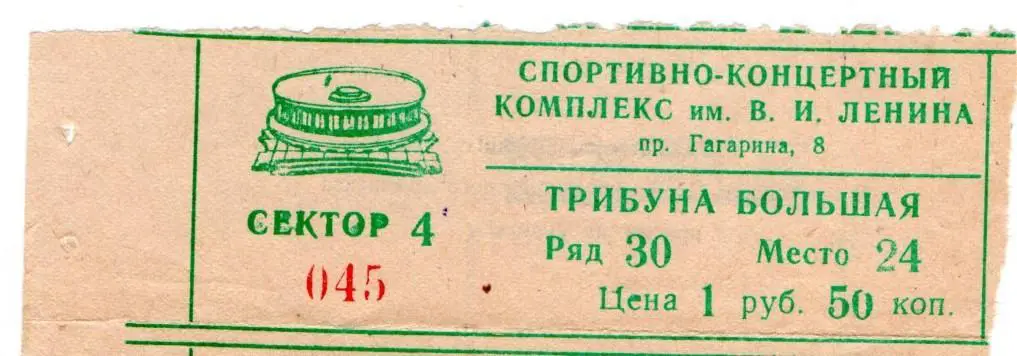 СПОРТИВНО-КОНЦЕРТНЫЙ
КОМПЛЕКС им. В. И. ЛЕНИНА
пр. Гагарина, 8
СЕКТОР 4
045
ТРИБУНА БОЛЬШАЯ
Ряд 30 Место 24
Цена 1 руб. 50 коп.